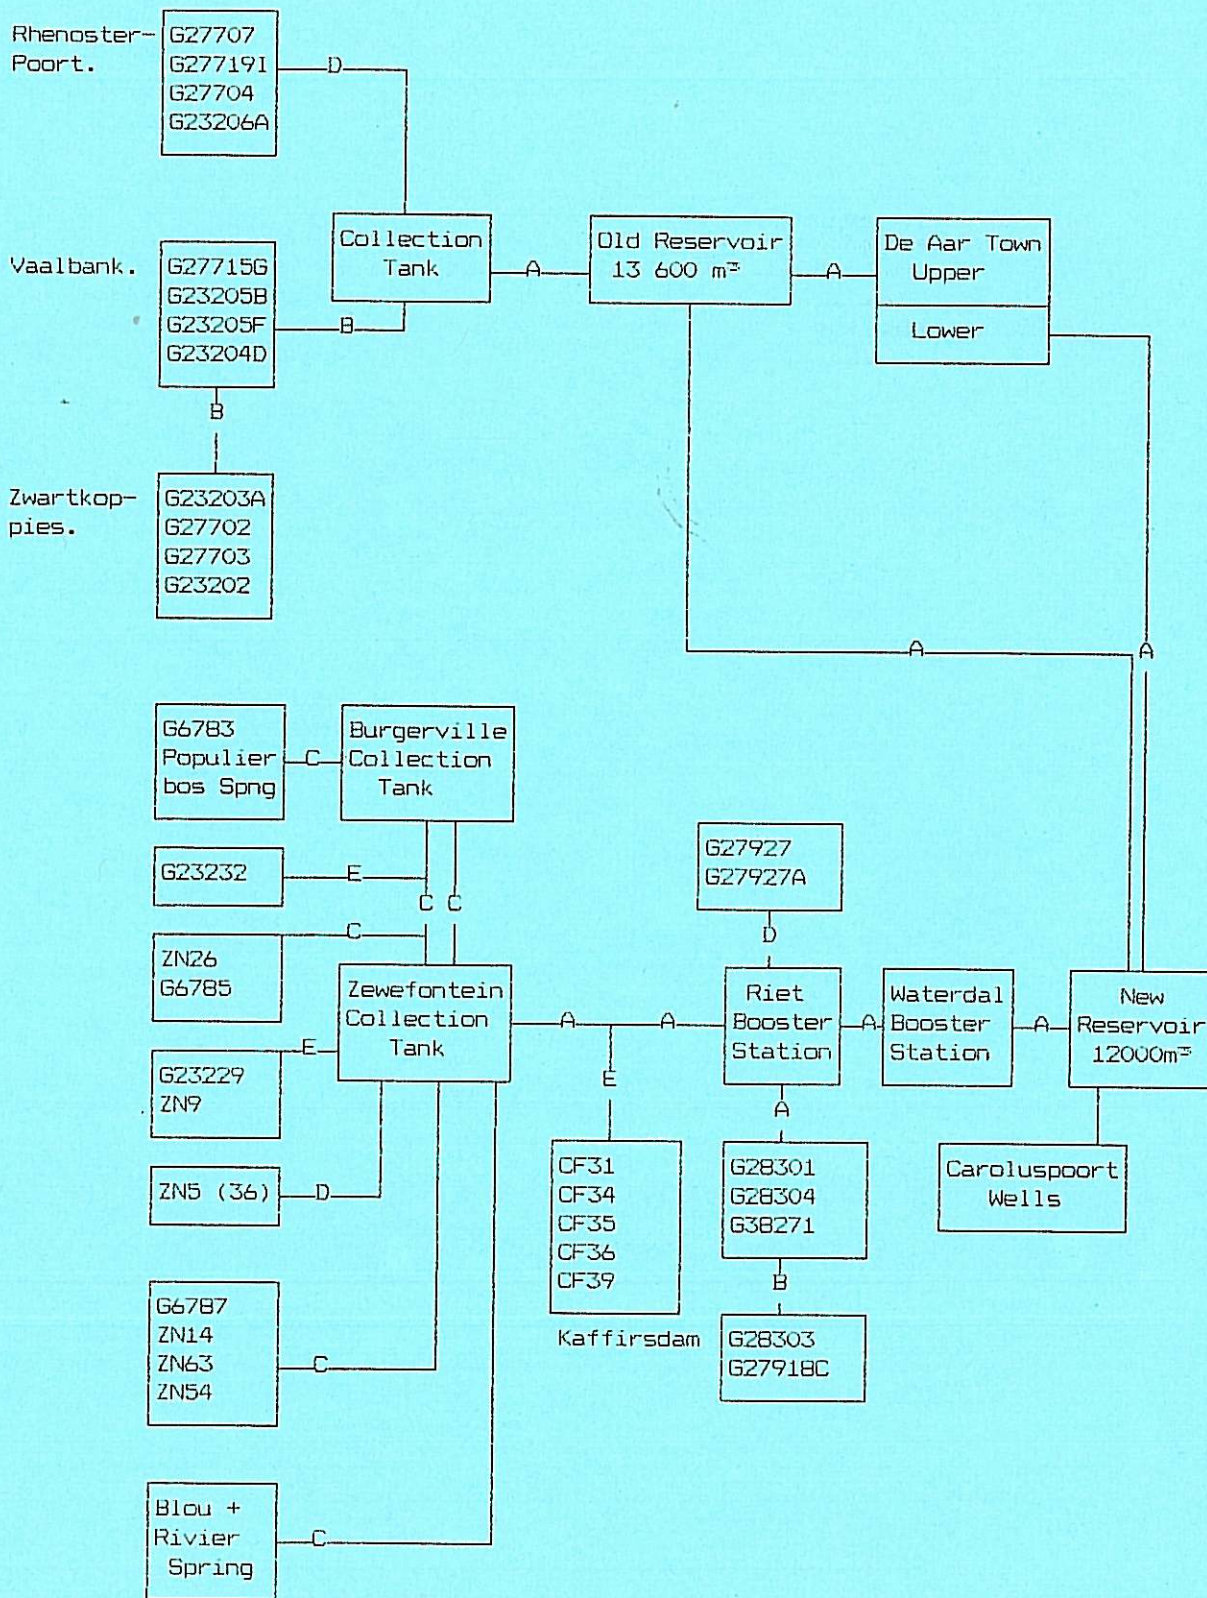 Rhenoster-
Poort.
G27707
G27719I
G27704
G23206A
D
Vaalbank.
G27715G
G23205B
G23205F
G23204D
B
B
Collection
Tank
A
Old Reservoir
13 600 m³
A
De Aar Town
Upper
Lower
Zwartkop-
pies.
G23203A
G27702
G27703
G23202
A
A
G6783
Populier
bos Spng
C
Burgerville
Collection
Tank
G23232
E
C C
ZN26
G6785
C
Zewefontein
Collection
Tank
G23229
ZN9
E
ZN5 (36)
D
G6787
ZN14
ZN63
ZN54
C
Blou +
Rivier
Spring
C
A
A
E
CF31
CF34
CF35
CF36
CF39
Kaffirsdam
G27927
G27927A
D
Riet
Booster
Station
A
Waterdal
Booster
Station
A
New
Reservoir
12000m³
A
G28301
G28304
G38271
B
G28303
G27918C
Caroluspoort
Wells